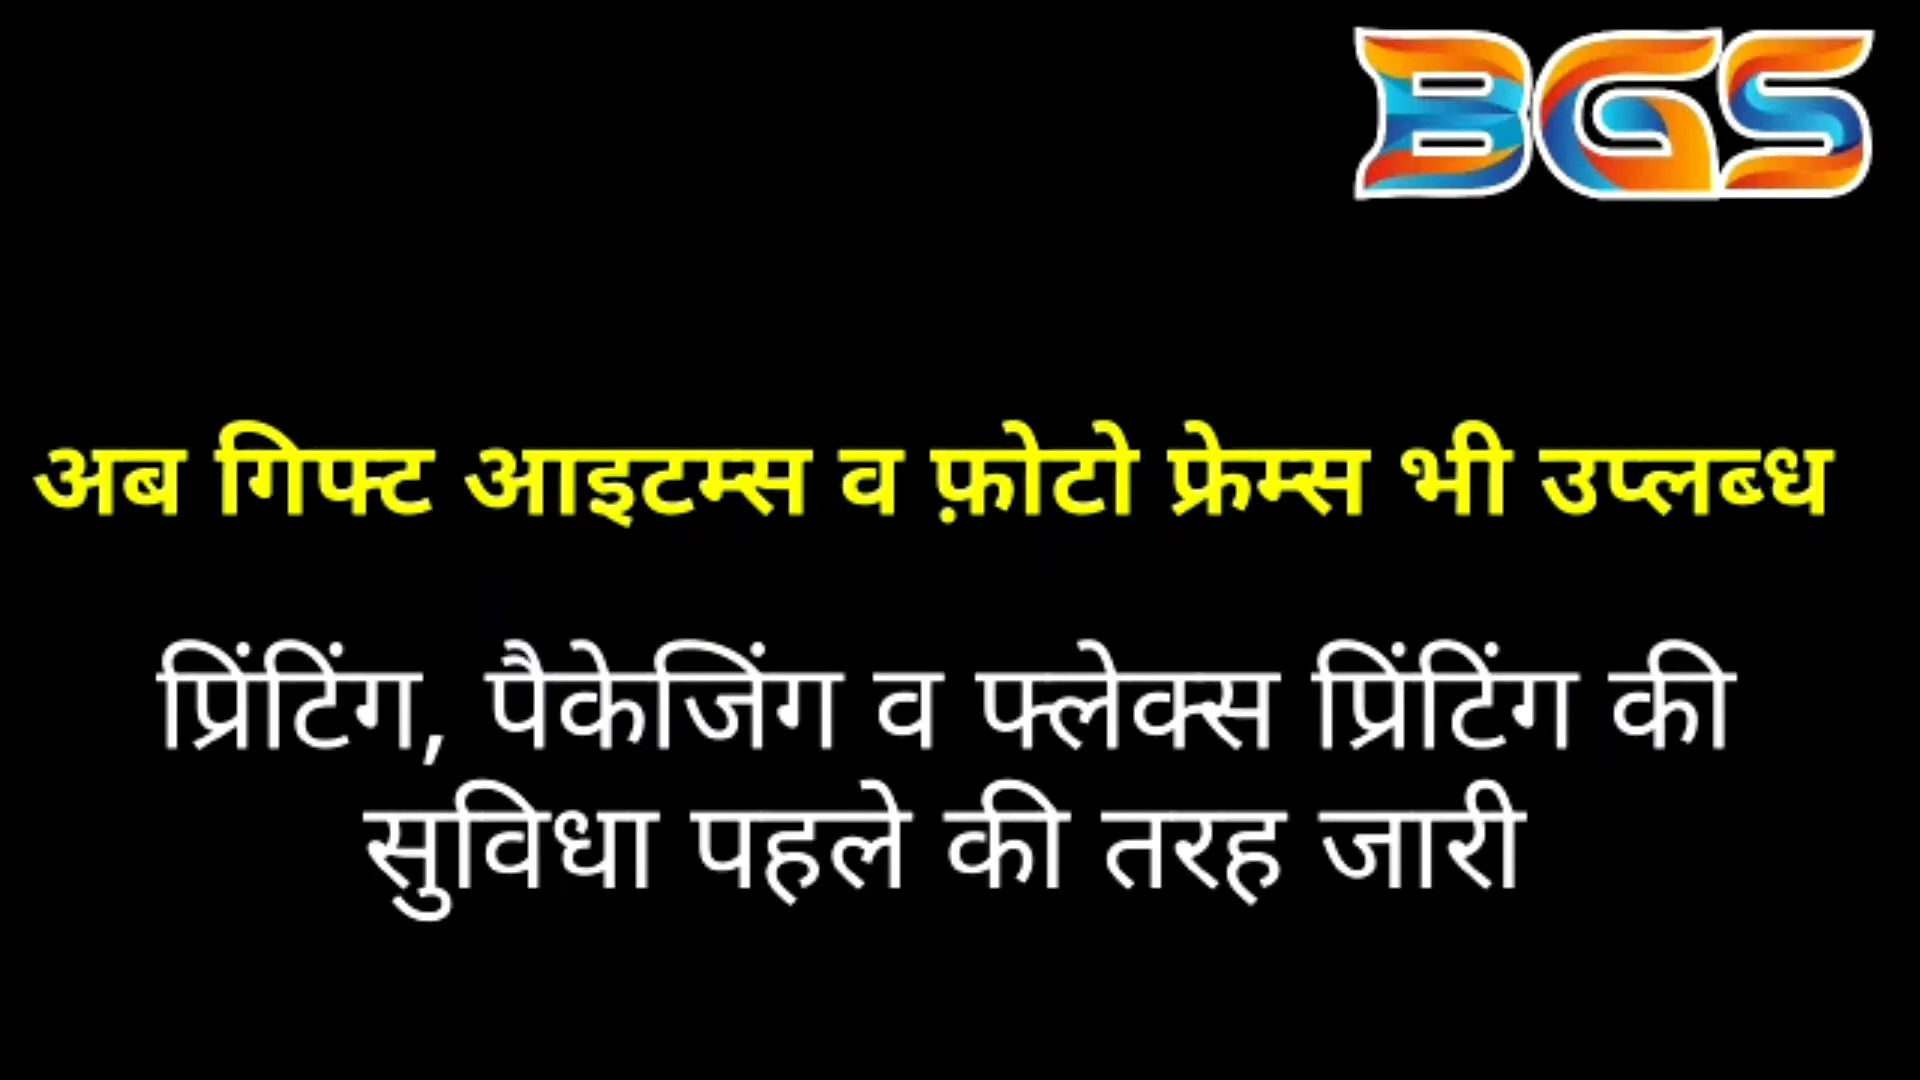 BGS
अब गिफ्ट आइटम्स व फ़ोटो फ्रेम्स भी उप्लब्ध
प्रिंटिंग, पैकेजिंग व फ्लेक्स प्रिंटिंग की
सुविधा पहले की तरह जारी